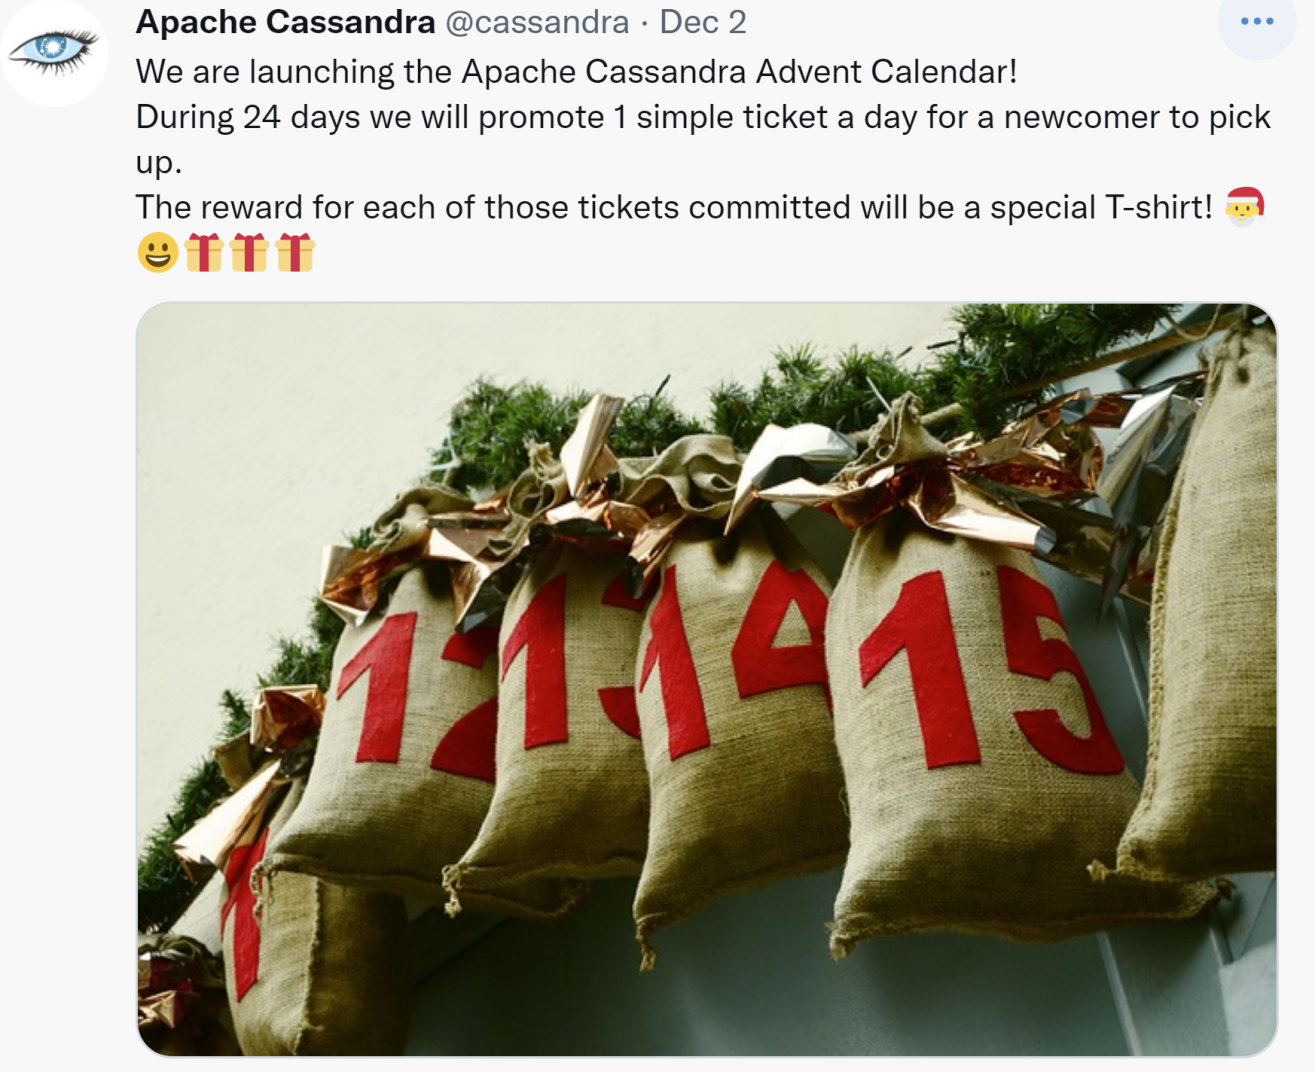 Apache Cassandra @cassandra · Dec 2
We are launching the Apache Cassandra Advent Calendar!
During 24 days we will promote 1 simple ticket a day for a newcomer to pick
up.
The reward for each of those tickets committed will be a special T-shirt! 🎅
😀🎁🎁🎁
12
13
14
15